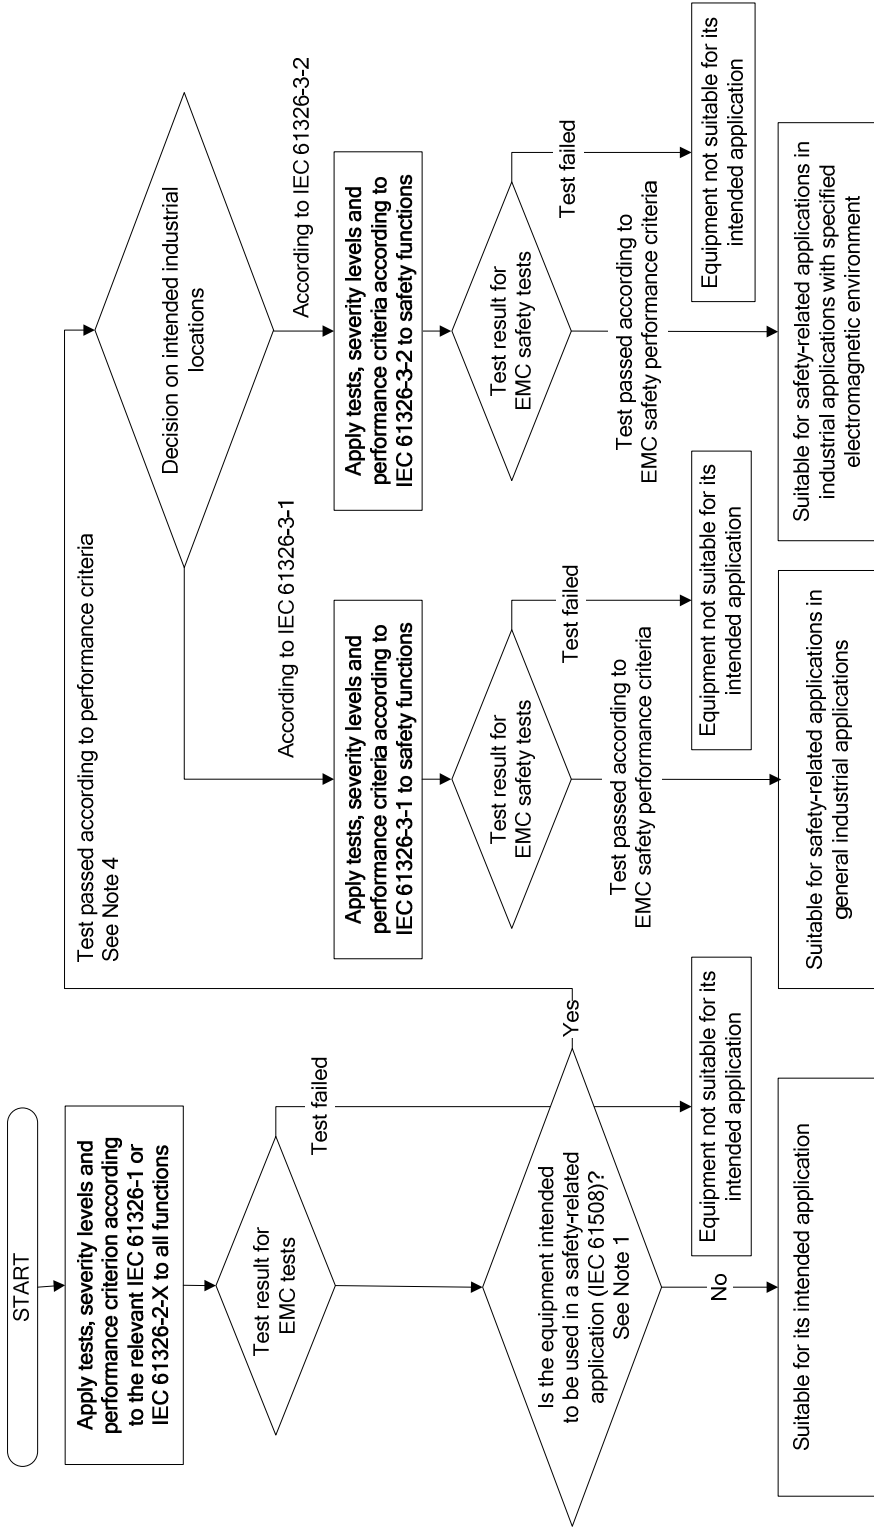 START
Apply tests, severity levels and
performance criterion according
to the relevant IEC 61326-1 or
IEC 61326-2-X to all functions
Test result for
EMC tests
Test failed
Is the equipment intended
to be used in a safety-related
application (IEC 61508)?
See Note 1
Yes
No
Equipment not suitable for its
intended application
Suitable for its intended application
Test passed according to performance criteria
See Note 4
Decision on intended industrial
locations
According to IEC 61326-3-1
Apply tests, severity levels and
performance criteria according to
IEC 61326-3-1 to safety functions
Test result for
EMC safety tests
Test failed
Test passed according to
EMC safety performance criteria
Equipment not suitable for its
intended application
Suitable for safety-related applications in
general industrial applications
According to IEC 61326-3-2
Apply tests, severity levels and
performance criteria according to
IEC 61326-3-2 to safety functions
Test result for
EMC safety tests
Test failed
Test passed according to
EMC safety performance criteria
Equipment not suitable for its
intended application
Suitable for safety-related applications in
industrial applications with specified
electromagnetic environment